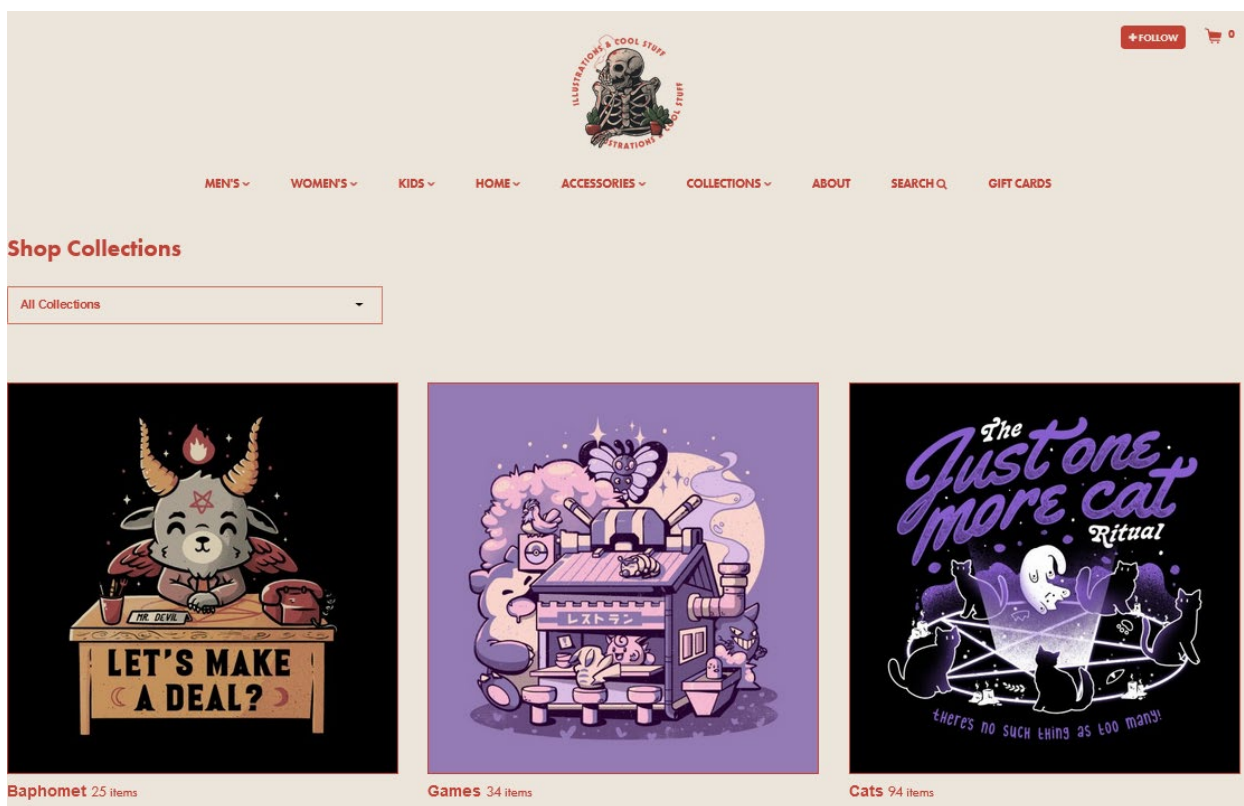 ILLUSTRATIONS & COOL STUFF
ILLUSTRATIONS & COOL STUFF
+FOLLOW
0
MEN'S
WOMEN'S
KIDS
HOME
ACCESSORIES
COLLECTIONS
ABOUT
SEARCH
GIFT CARDS
Shop Collections
All Collections
MR. DEVIL
LET'S MAKE
A DEAL?
レストラン
The
Just one
more cat
Ritual
there's no such thing as too many!
Baphomet 25 items
Games 34 items
Cats 94 items